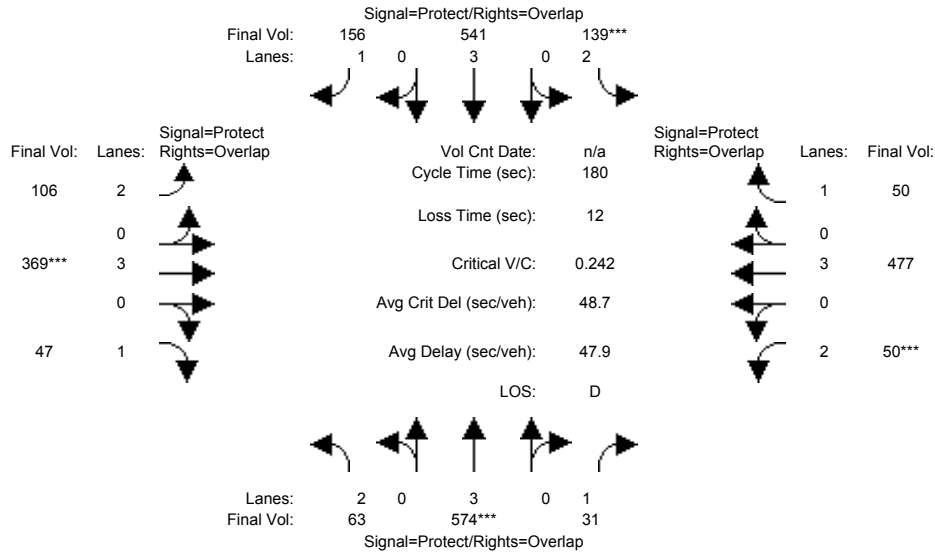 Signal=Protect/Rights=Overlap
Final Vol: 156 541 139***
Lanes: 1 0 3 0 2
Signal=Protect
Final Vol: Lanes: Rights=Overlap
Vol Cnt Date: n/a
Signal=Protect
Rights=Overlap Lanes: Final Vol:
Cycle Time (sec): 180
106 2
1 50
Loss Time (sec): 12
0
0
369*** 3
Critical V/C: 0.242
3 477
0
Avg Crit Del (sec/veh): 48.7
0
47 1
Avg Delay (sec/veh): 47.9
2 50***
LOS: D
Lanes: 2 0 3 0 1
Final Vol: 63 574*** 31
Signal=Protect/Rights=Overlap